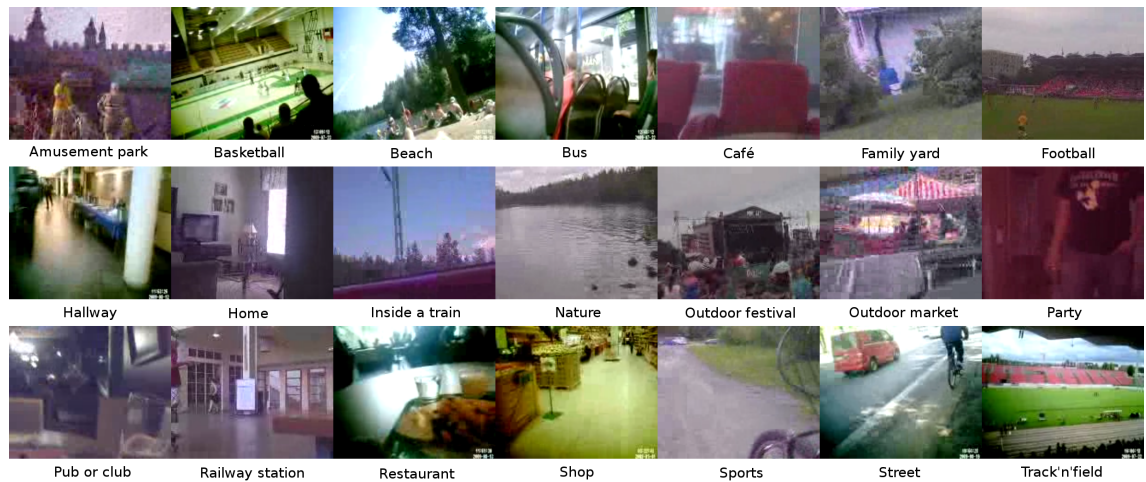 Amusement park
Basketball
Beach
Bus
Café
Family yard
Football
Hallway
Home
Inside a train
Nature
Outdoor festival
Outdoor market
Party
Pub or club
Railway station
Restaurant
Shop
Sports
Street
Track'n'field